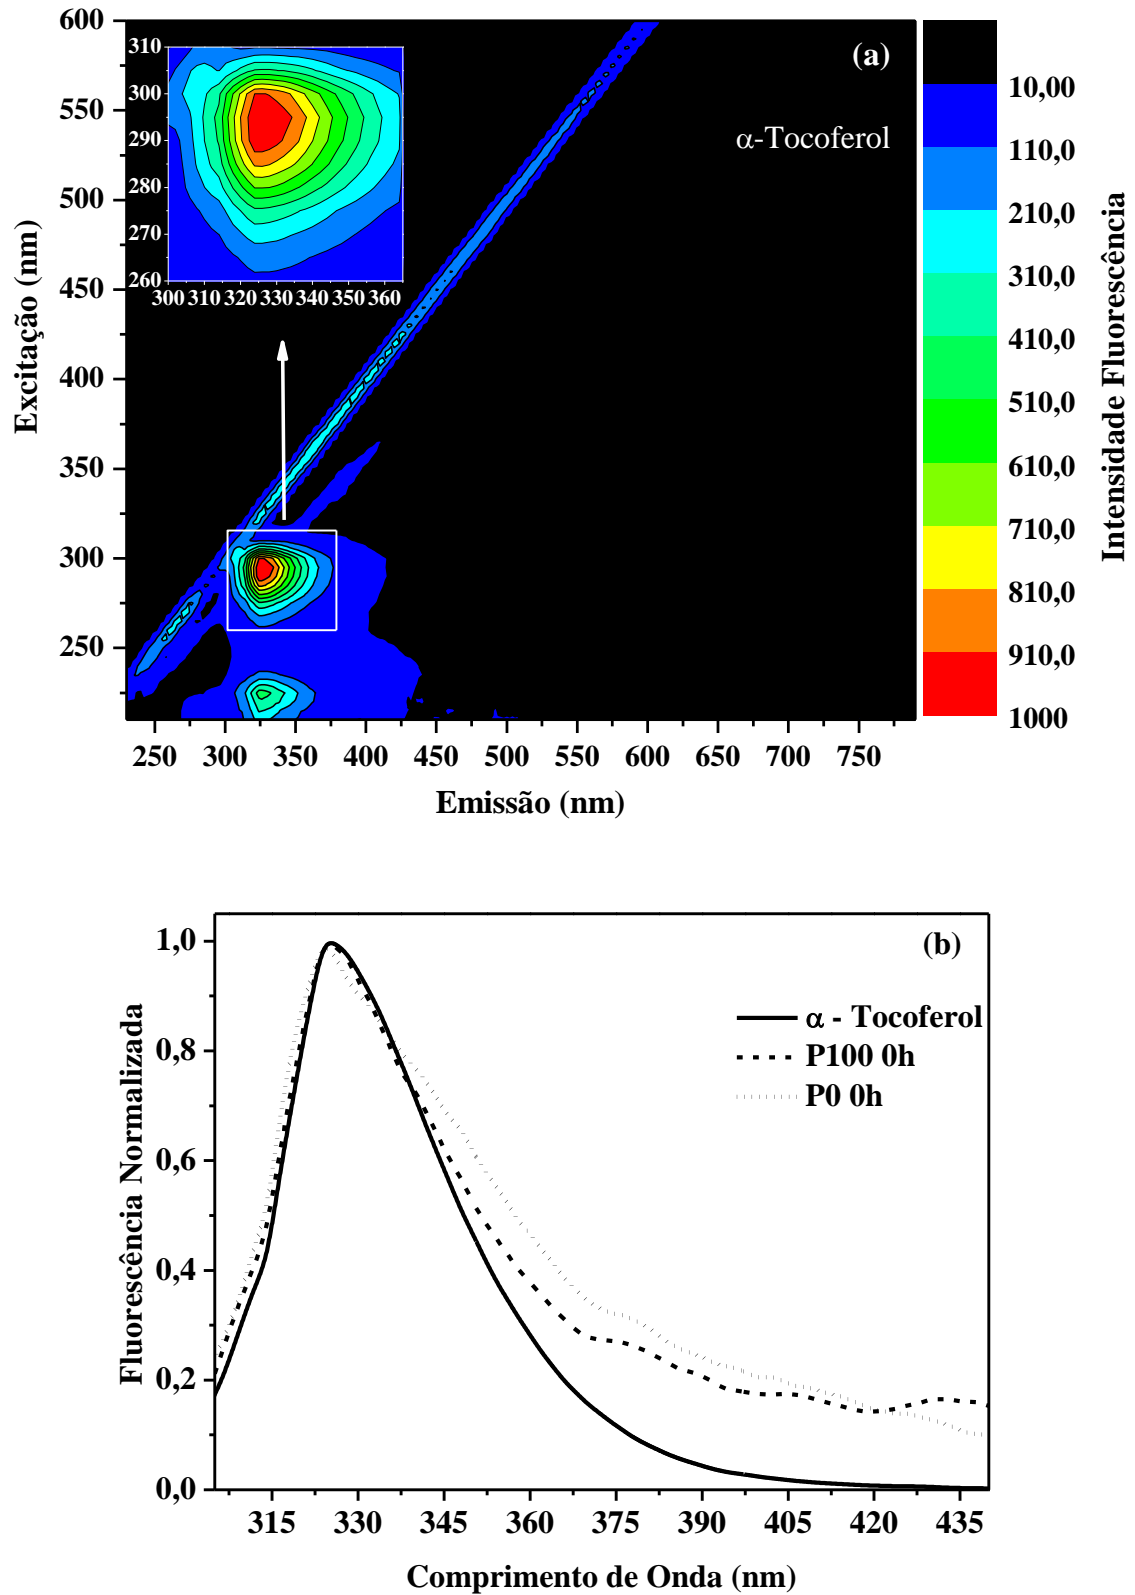 (a)
α-Tocoferol
600
550
500
450
400
350
300
250
250 300 350 400 450 500 550 600 650 700 750
Excitação (nm)
Emissão (nm)
310
300
290
280
270
260
300 310 320 330 340 350 360
10,00
110,0
210,0
310,0
410,0
510,0
610,0
710,0
810,0
910,0
1000
Intensidade Fluorescência
(b)
α - Tocoferol
P100 0h
P0 0h
1,0
0,8
0,6
0,4
0,2
0,0
315 330 345 360 375 390 405 420 435
Fluorescência Normalizada
Comprimento de Onda (nm)